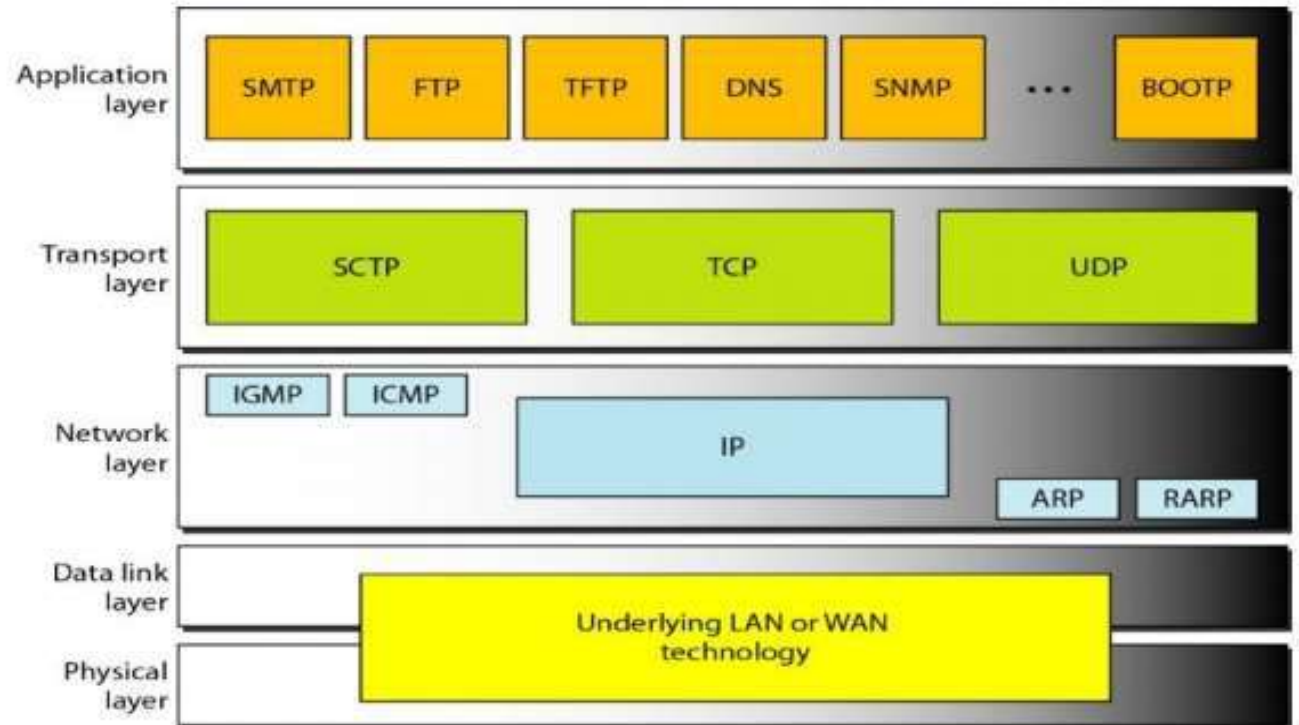 Application
layer
SMTP FTP TFTP DNS SNMP ... BOOTP
Transport
layer
SCTP TCP UDP
Network
layer
IGMP ICMP
IP
ARP RARP
Data link
layer
Underlying LAN or WAN
technology
Physical
layer